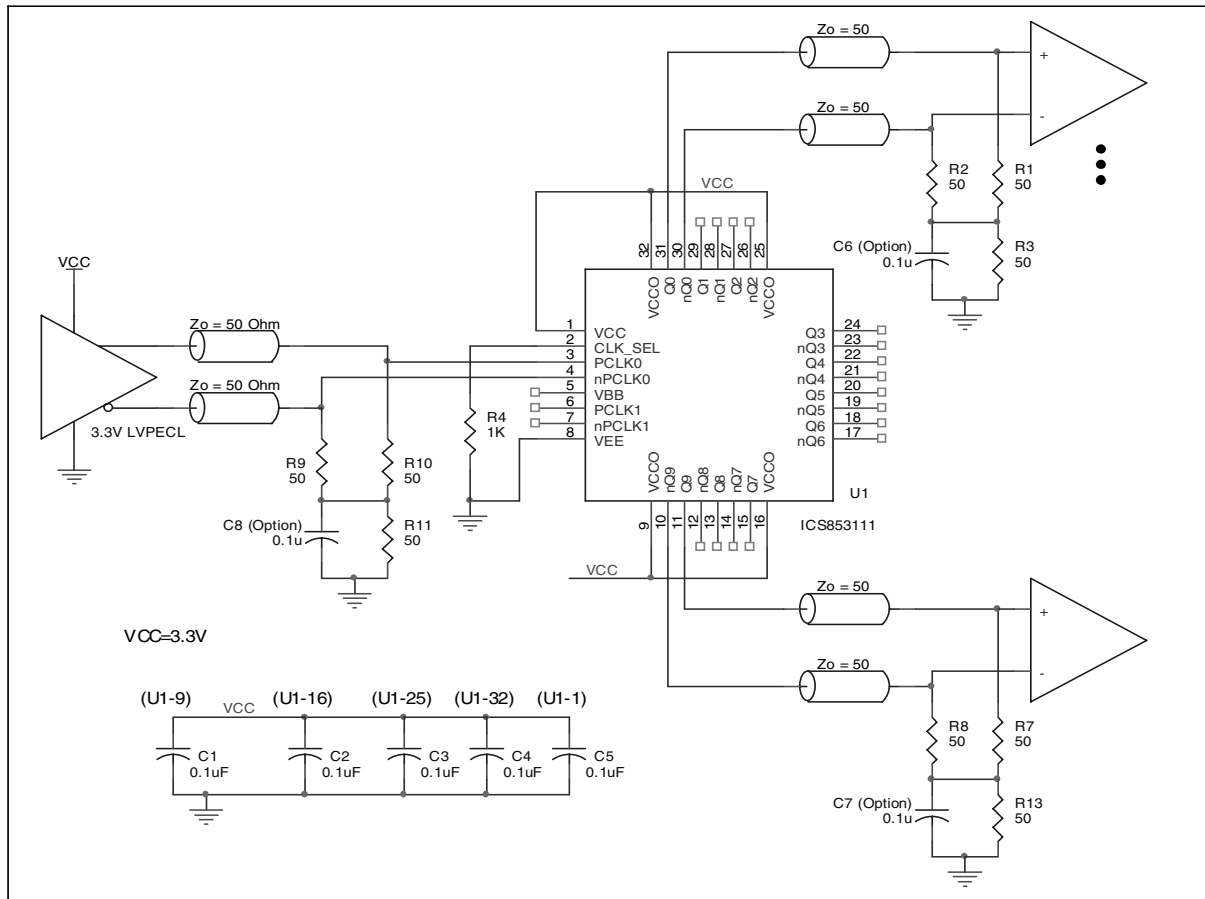 Zo = 50
+
Zo = 50
-
R2
50
R1
50
C6 (Option)
0.1u
R3
50
VCC
32
31
30
29
28
27
26
25
VCCO
Q0
nQ0
Q1
nQ1
Q2
nQ2
VCCO
VCC
Zo = 50 Ohm
Zo = 50 Ohm
3.3V LVPECL
R9
50
R10
50
C8 (Option)
0.1u
R11
50
R4
1K
1
2
3
4
5
6
7
8
VCC
CLK_SEL
PCLK0
nPCLK0
VBB
PCLK1
nPCLK1
VEE
Q3
nQ3
Q4
nQ4
Q5
nQ5
Q6
nQ6
24
23
22
21
20
19
18
17
VCCO
nQ9
Q9
nQ8
Q8
nQ7
Q7
VCCO
9
10
11
12
13
14
15
16
U1
ICS853111
VCC
Zo = 50
+
Zo = 50
-
R8
50
R7
50
C7 (Option)
0.1u
R13
50
VCC=3.3V
(U1-9)
(U1-16)
(U1-25)
(U1-32)
(U1-1)
VCC
C1
0.1uF
C2
0.1uF
C3
0.1uF
C4
0.1uF
C5
0.1uF